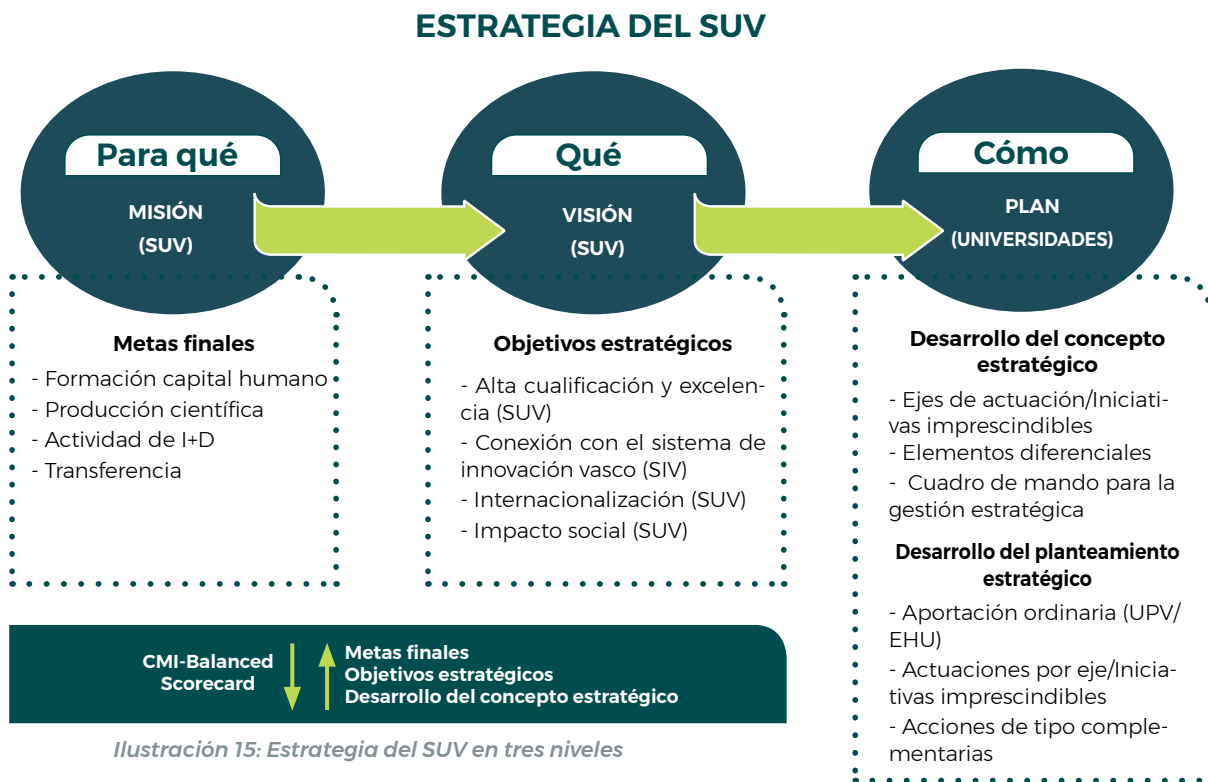 ESTRATEGIA DEL SUV
Para qué
MISIÓN
(SUV)
Metas finales
- Formación capital humano
- Producción científica
- Actividad de I+D
- Transferencia
Qué
VISIÓN
(SUV)
Objetivos estratégicos
- Alta cualificación y excelen-
cia (SUV)
- Conexión con el sistema de
innovación vasco (SIV)
- Internacionalización (SUV)
- Impacto social (SUV)
Cómo
PLAN
(UNIVERSIDADES)
Desarrollo del concepto
estratégico
- Ejes de actuación/Iniciati-
vas imprescindibles
- Elementos diferenciales
- Cuadro de mando para la
gestión estratégica
Desarrollo del planteamiento
estratégico
- Aportación ordinaria (UPV/
EHU)
- Actuaciones por eje/Inicia-
tivas imprescindibles
- Acciones de tipo comple-
mentarias
CMI-Balanced
Scorecard
Metas finales
Objetivos estratégicos
Desarrollo del concepto estratégico
Ilustración 15: Estrategia del SUV en tres niveles